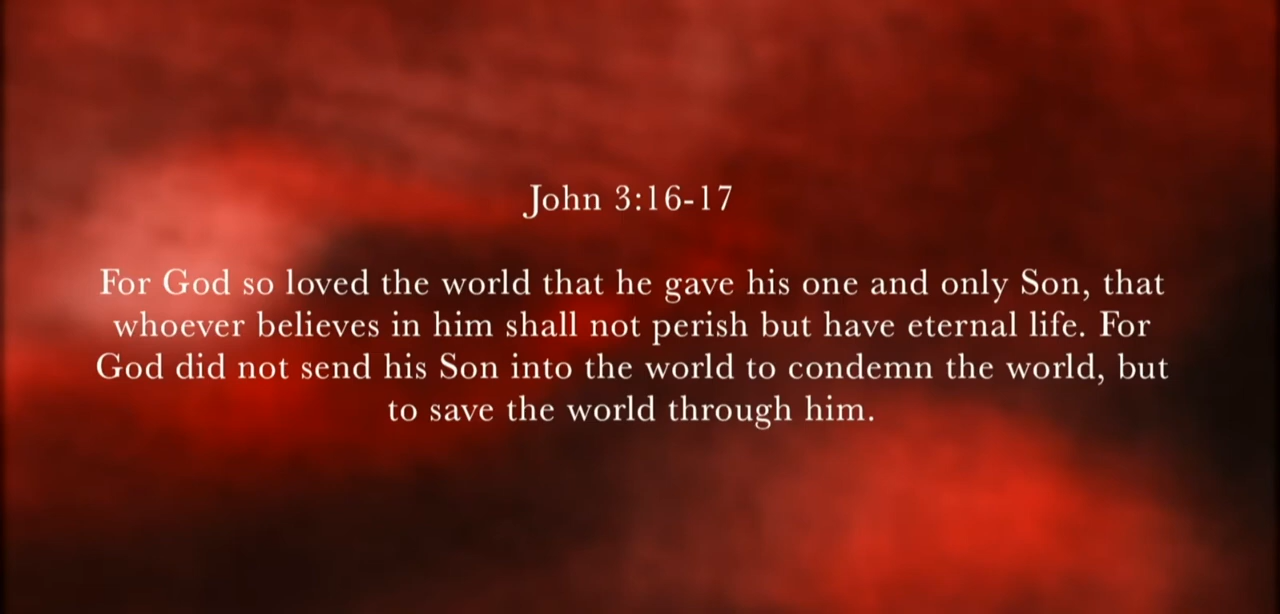 John 3:16-17
For God so loved the world that he gave his one and only Son, that
whoever believes in him shall not perish but have eternal life. For
God did not send his Son into the world to condemn the world, but
to save the world through him.